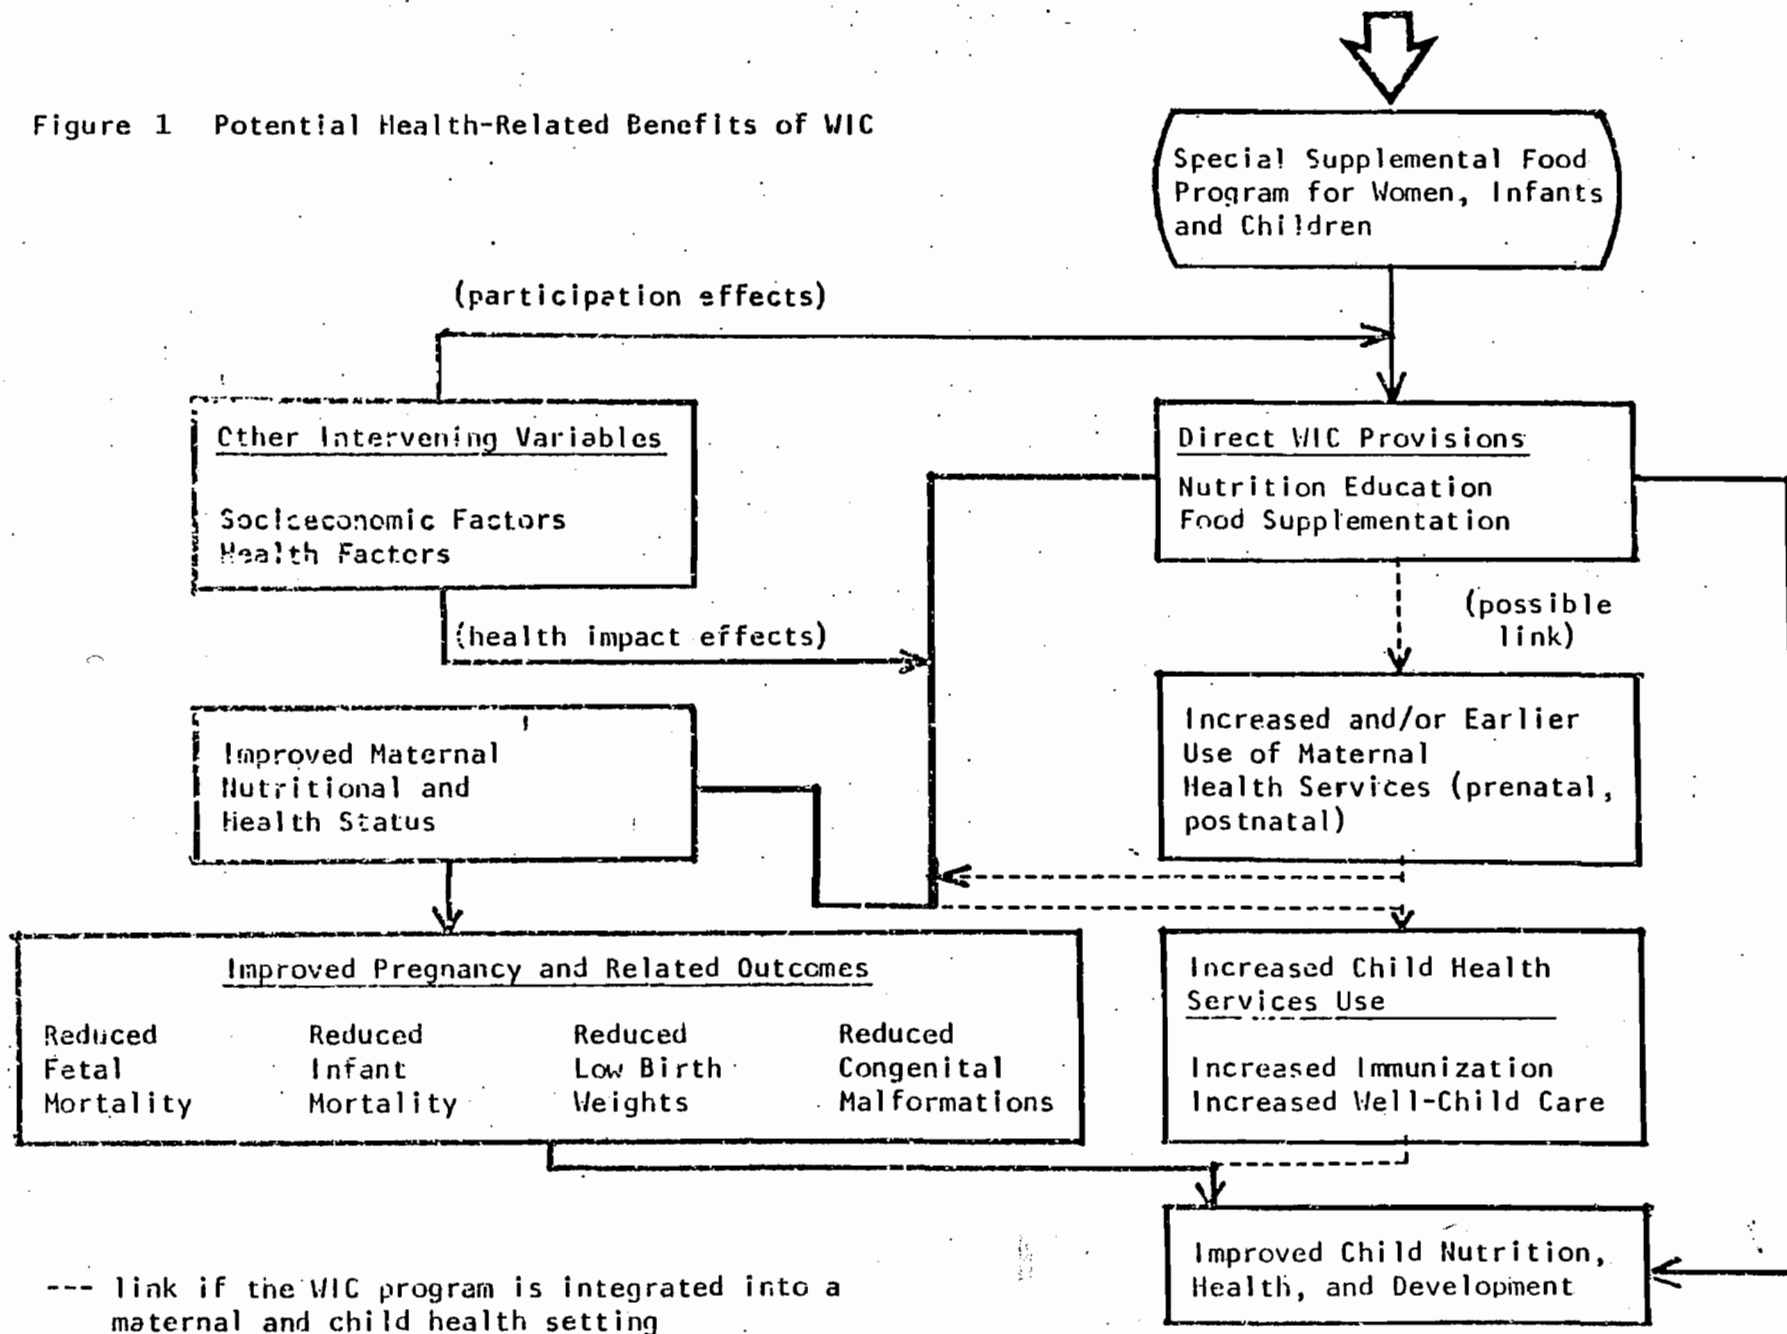 Figure 1 Potential Health-Related Benefits of WIC
Special Supplemental Food
Program for Women, Infants
and Children
(participation effects)
Other Intervening Variables
Socioeconomic Factors
Health Factors
Direct WIC Provisions
Nutrition Education
Food Supplementation
(health impact effects)
(possible
link)
Improved Maternal
Nutritional and
Health Status
Increased and/or Earlier
Use of Maternal
Health Services (prenatal,
postnatal)
Improved Pregnancy and Related Outcomes
Reduced
Fetal
Mortality
Reduced
Infant
Mortality
Reduced
Low Birth
Weights
Reduced
Congenital
Malformations
Increased Child Health
Services Use
Increased Immunization
Increased Well-Child Care
Improved Child Nutrition,
Health, and Development
--- link if the WIC program is integrated into a
maternal and child health setting